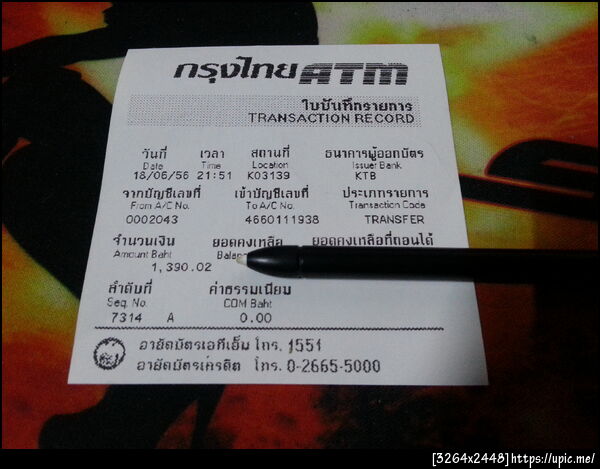 กรุงไทย ATM
ใบบันทึกรายการ
TRANSACTION RECORD
วันที่ เวลา สถานที่ ธนาคารผู้ออกบัตร
Date Time Location Issuer Bank
18/06/56 21:51 K03139 KTB
จากบัญชีเลขที่ เข้าบัญชีเลขที่ ประเภทรายการ
From A/C No. To A/C No. Transaction Code
0002043 4660111938 TRANSFER
จำนวนเงิน ยอดคงเหลือ ยอดคงเหลือที่ถอนได้
Amount Baht
1,390.02
ลำดับที่ ค่าธรรมเนียม
Seq. No. COM Baht
7314 A 0.00
อายัดบัตรเอทีเอ็ม โทร. 1551
อายัดบัตรเครดิต โทร. 0-2665-5000
[3264x2448]https://upic.me/